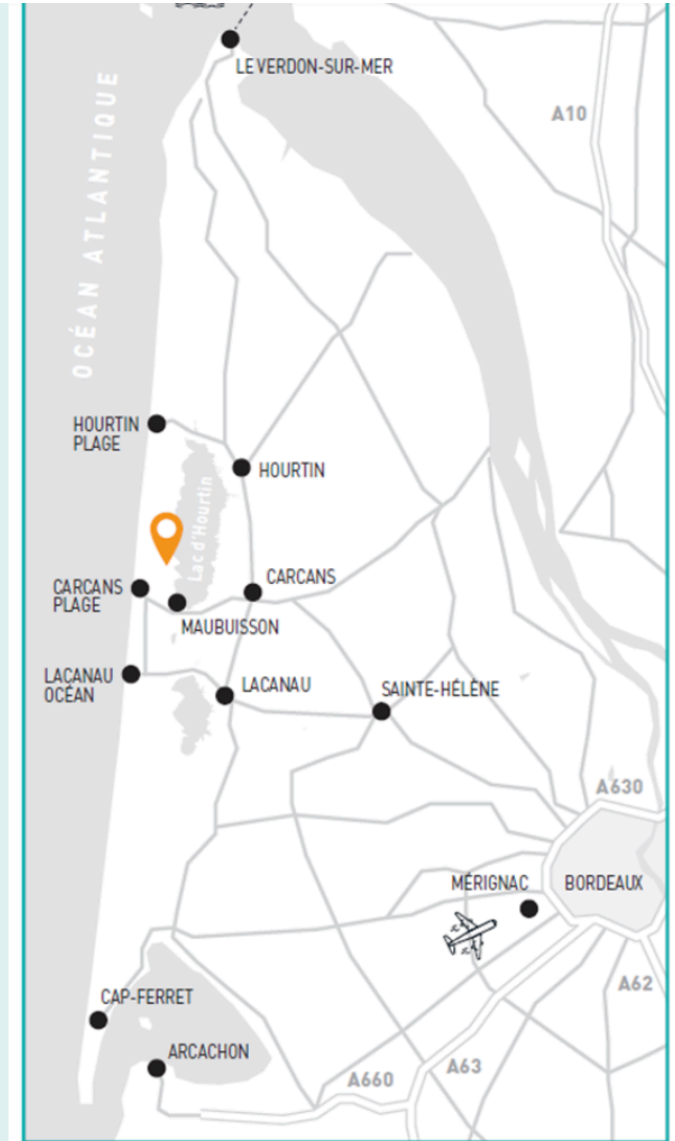 LE VERDON-SUR-MER
A10
OCÉAN ATLANTIQUE
HOURTIN
PLAGE
HOURTIN
Lac d'Hourtin
CARCANS
PLAGE
CARCANS
MAUBUISSON
LACANAU
OCÉAN
LACANAU
SAINTE-HÉLÈNE
A630
MÉRIGNAC
BORDEAUX
A62
CAP-FERRET
ARCACHON
A660
A63